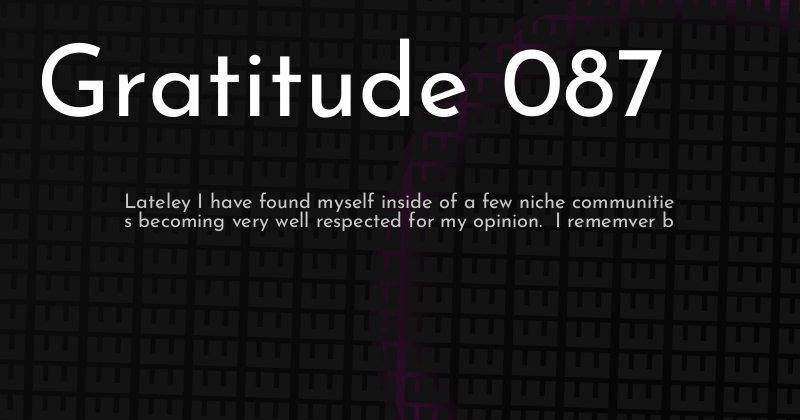 Gratitude 087
Lateley I have found myself inside of a few niche communitie
s becoming very well respected for my opinion.  I rememver b